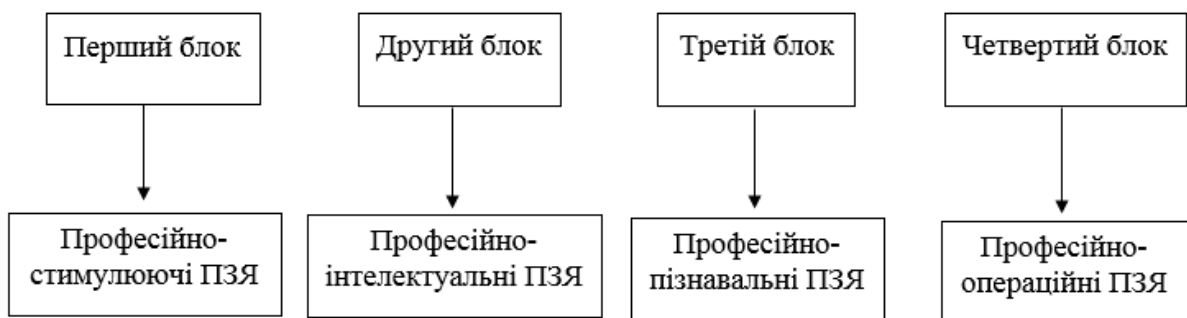 Перший блок
Другий блок
Третій блок
Четвертий блок
Професійно-
стимулюючі ПЗЯ
Професійно-
інтелектуальні ПЗЯ
Професійно-
пізнавальні ПЗЯ
Професійно-
операційні ПЗЯ